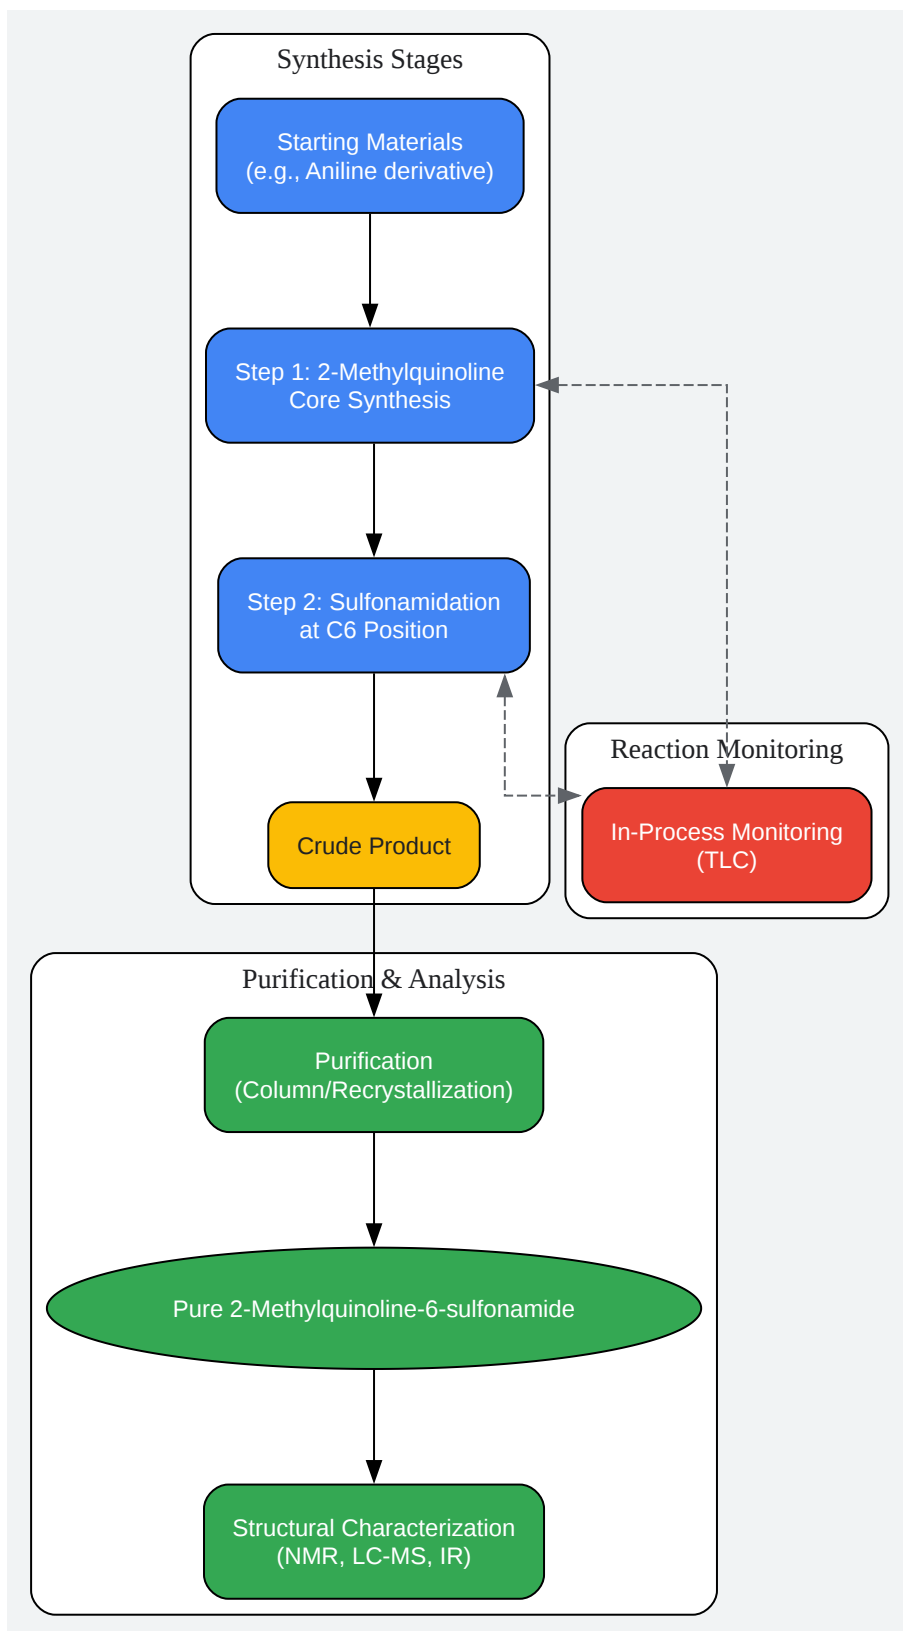 Synthesis Stages
Starting Materials
(e.g., Aniline derivative)
Step 1: 2-Methylquinoline
Core Synthesis
Step 2: Sulfonamidation
at C6 Position
Crude Product
Reaction Monitoring
In-Process Monitoring
(TLC)
Purification & Analysis
Purification
(Column/Recrystallization)
Pure 2-Methylquinoline-6-sulfonamide
Structural Characterization
(NMR, LC-MS, IR)